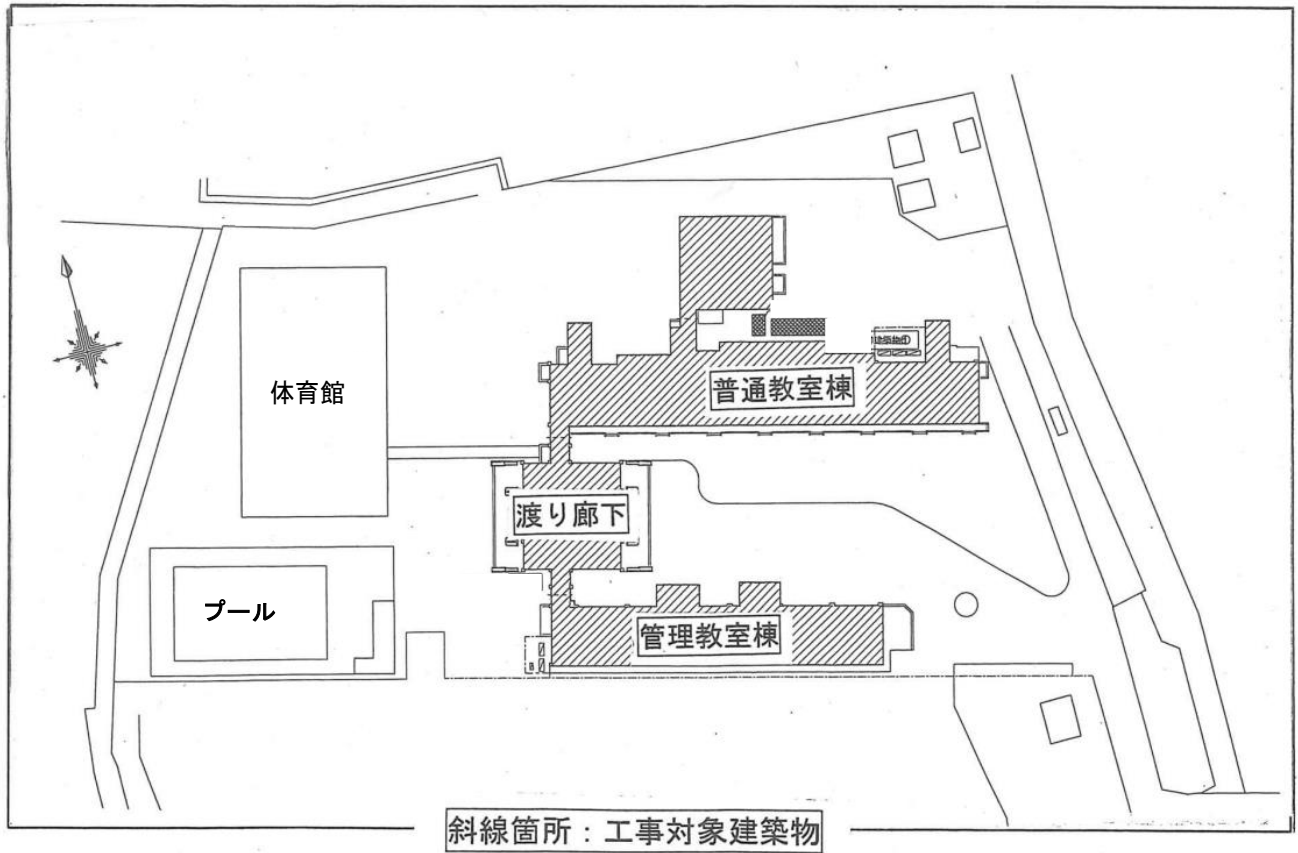 普通教室棟
体育館
渡り廊下
プール
管理教室棟
斜線箇所：工事対象建築物